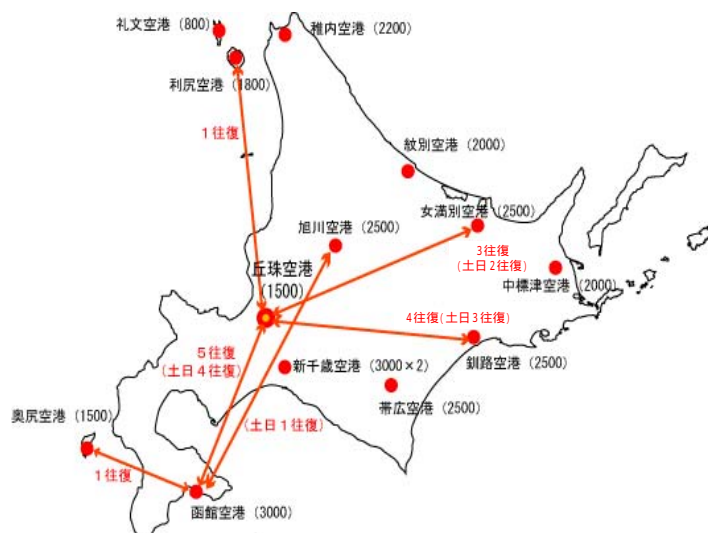 礼文空港(800)
稚内空港(2200)
利尻空港(1800)
1往復
紋別空港(2000)
女満別空港(2500)
旭川空港(2500)
3往復
(土日2往復)
丘珠空港
(1500)
中標津空港(2000)
4往復(土日3往復)
5往復
(土日4往復)
新千歳空港(3000×2)
釧路空港
(2500)
帯広空港
(2500)
奥尻空港(1500)
(土日1往復)
1往復
函館空港(3000)